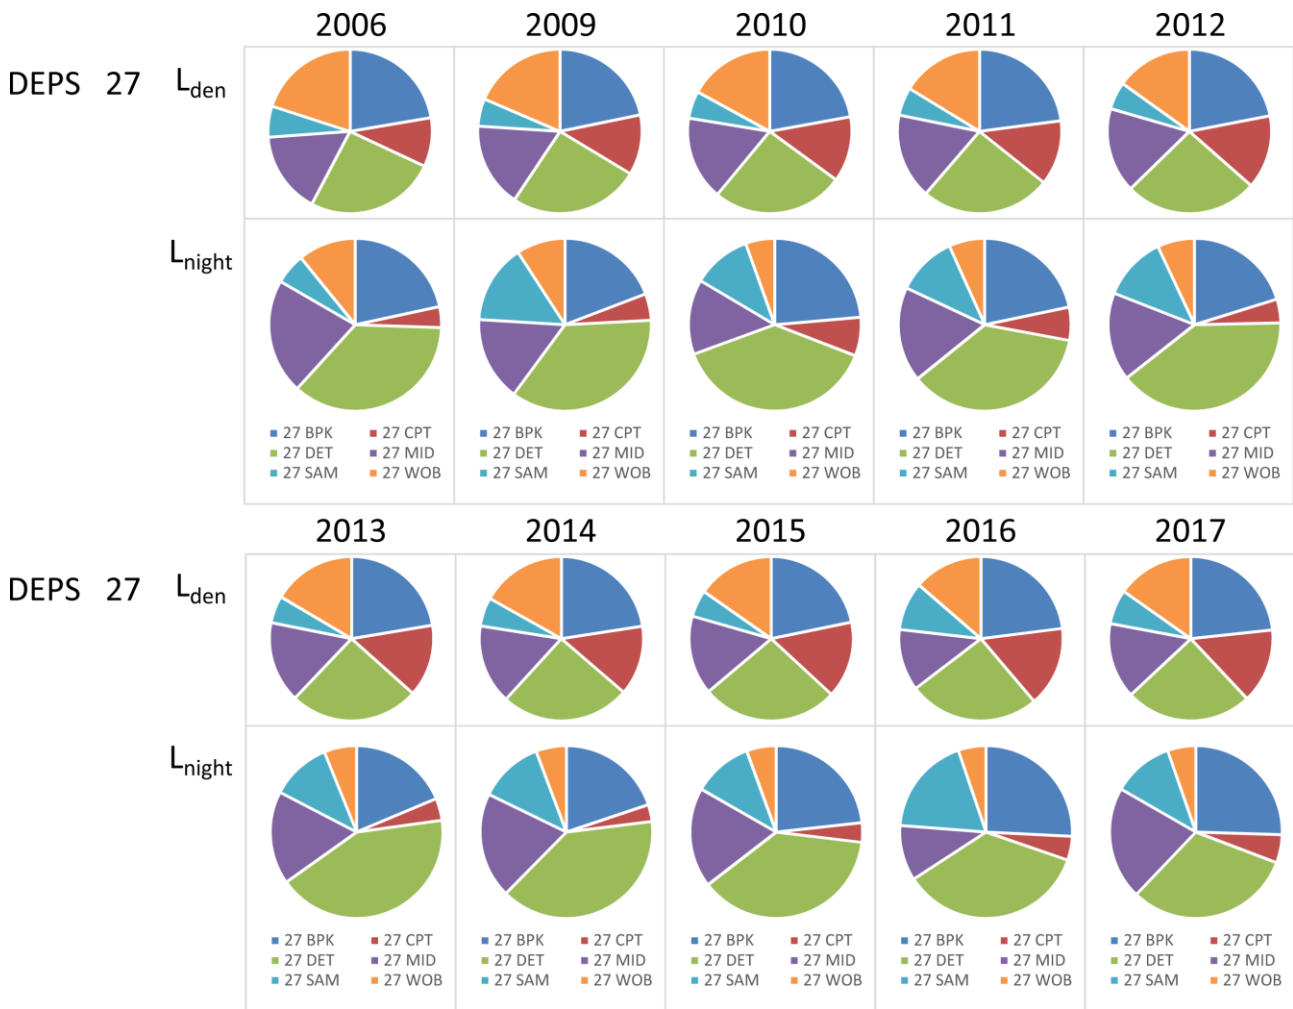 2006 2009 2010 2011 2012
DEPS 27 Lden
Lnight
27 BPK 27 CPT 27 BPK 27 CPT 27 BPK 27 CPT 27 BPK 27 CPT 27 BPK 27 CPT
27 DET 27 MID 27 DET 27 MID 27 DET 27 MID 27 DET 27 MID 27 DET 27 MID
27 SAM 27 WOB 27 SAM 27 WOB 27 SAM 27 WOB 27 SAM 27 WOB 27 SAM 27 WOB
2013 2014 2015 2016 2017
DEPS 27 Lden
Lnight
27 BPK 27 CPT 27 BPK 27 CPT 27 BPK 27 CPT 27 BPK 27 CPT 27 BPK 27 CPT
27 DET 27 MID 27 DET 27 MID 27 DET 27 MID 27 DET 27 MID 27 DET 27 MID
27 SAM 27 WOB 27 SAM 27 WOB 27 SAM 27 WOB 27 SAM 27 WOB 27 SAM 27 WOB